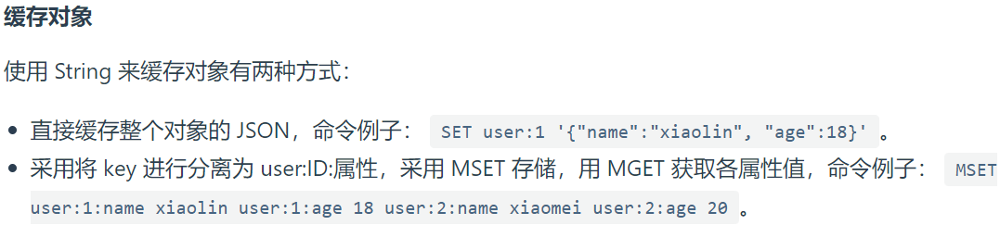 缓存对象
使用 String 来缓存对象有两种方式：
直接缓存整个对象的 JSON，命令例子： SET user:1 '{"name":"xiaolin", "age":18}' 。
采用将 key 进行分离为 user:ID:属性，采用 MSET 存储，用 MGET 获取各属性值，命令例子： MSET
user:1:name xiaolin user:1:age 18 user:2:name xiaomei user:2:age 20 。